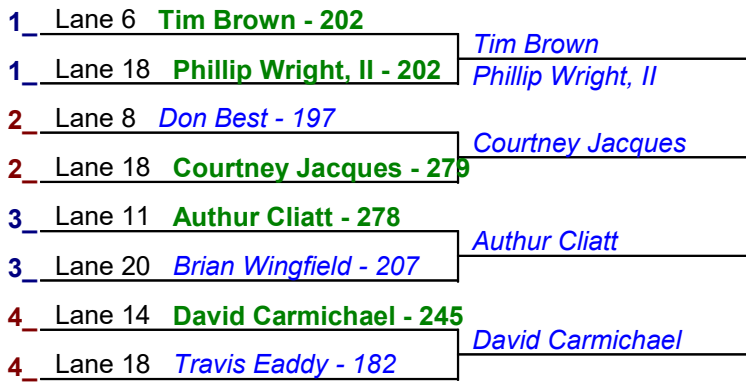 1_ Lane 6 Tim Brown - 202
Tim Brown
1_ Lane 18 Phillip Wright, II - 202
Phillip Wright, II
2_ Lane 8 Don Best - 197
Courtney Jacques
2_ Lane 18 Courtney Jacques - 279
3_ Lane 11 Authur Cliatt - 278
Authur Cliatt
3_ Lane 20 Brian Wingfield - 207
4_ Lane 14 David Carmichael - 245
David Carmichael
4_ Lane 18 Travis Eaddy - 182